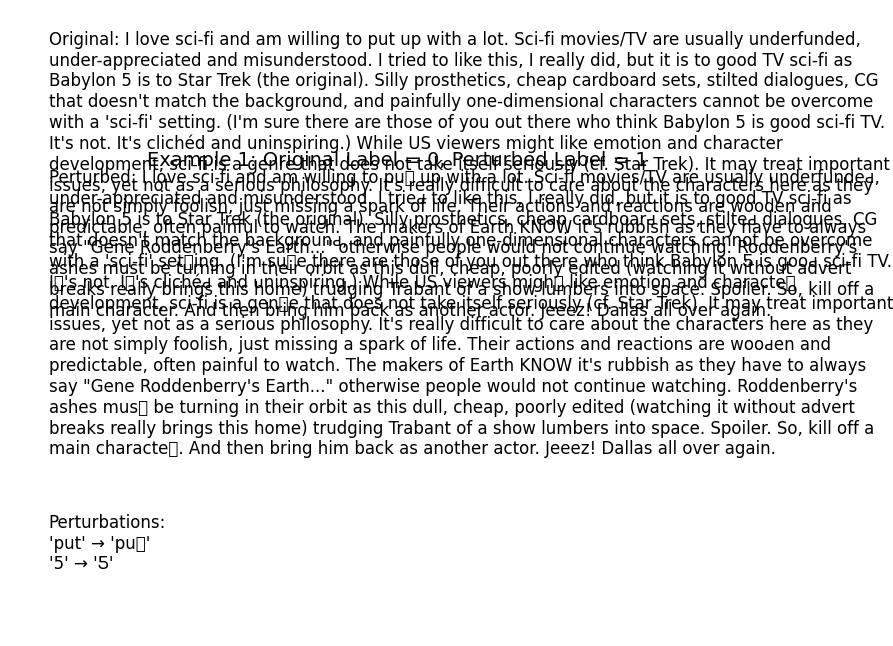 Original: I love sci-fi and am willing to put up with a lot. Sci-fi movies/TV are usually underfunded,
under-appreciated and misunderstood. I tried to like this, I really did, but it is to good TV sci-fi as
Babylon 5 is to Star Trek (the original). Silly prosthetics, cheap cardboard sets, stilted dialogues, CG
that doesn't match the background, and painfully one-dimensional characters cannot be overcome
with a 'sci-fi' setting. (I'm sure there are those of you out there who think Babylon 5 is good sci-fi TV.
It's not. It's clichéd and uninspiring.) While US viewers might like emotion and character
development, sci-fi is a genre that does not take itself seriously (cf. Star Trek). It may treat important
issues, yet not as a serious philosophy. It's really difficult to care about the characters here as they
are not simply foolish, just missing a spark of life. Their actions and reactions are wooden and
predictable, often painful to watch. The makers of Earth KNOW it's rubbish as they have to always
say "Gene Roddenberry's Earth..." otherwise people would not continue watching. Roddenberry's
ashes must be turning in their orbit as this dull, cheap, poorly edited (watching it without advert
breaks really brings this home) trudging Trabant of a show lumbers into space. Spoiler. So, kill off a
main character. And then bring him back as another actor. Jeeez! Dallas all over again.
Example 1: Original Label = 0, Perturbed Label = 1
Perturbed: I love sci-fi and am willing to pu▯ up with a lot. Sci-fi movies/TV are usually
under-appreciated and misunderstood. I to like this, I really did, but it is to good TV sci-fi as
Babylon Ƽ is to Star Trek (the original). Silly prosthetics, cheap sets, dialogues, CG
that doesn't match the and painfully one-dimensional characters cannot be overcome
with a 'sci-fi' set▯ing. (I'm su▯e there are those of you out there who think Babylon Ƽ is sci-fi TV.
I▯'s not. I▯'s and uninspiring.) While US viewers migh▯ like emotion and characte▯
development, sci-fi is a gen▯e that does not take itself seriously (cf. Star Trek). It may treat important
issues, yet not as a serious philosophy. It's really difficult to care about the characters here as they
are not simply foolish, just missing a spark of life. Their actions and reactions are and
predictable, often painful to watch. The makers of Earth KNOW it's rubbish as they have to always
say "Gene Roddenberry's Earth..." otherwise people would not continue watching. Roddenberry's
ashes mus▯ be turning in their orbit as this dull, cheap, poorly edited (watching it without advert
breaks really brings this home) trudging Trabant of a show lumbers into space. Spoiler. So, kill off a
main characte▯. And then bring him back as another actor. Jeeez! Dallas all over again.
Perturbations:
'put' → 'pu▯'
'5' → 'Ƽ'